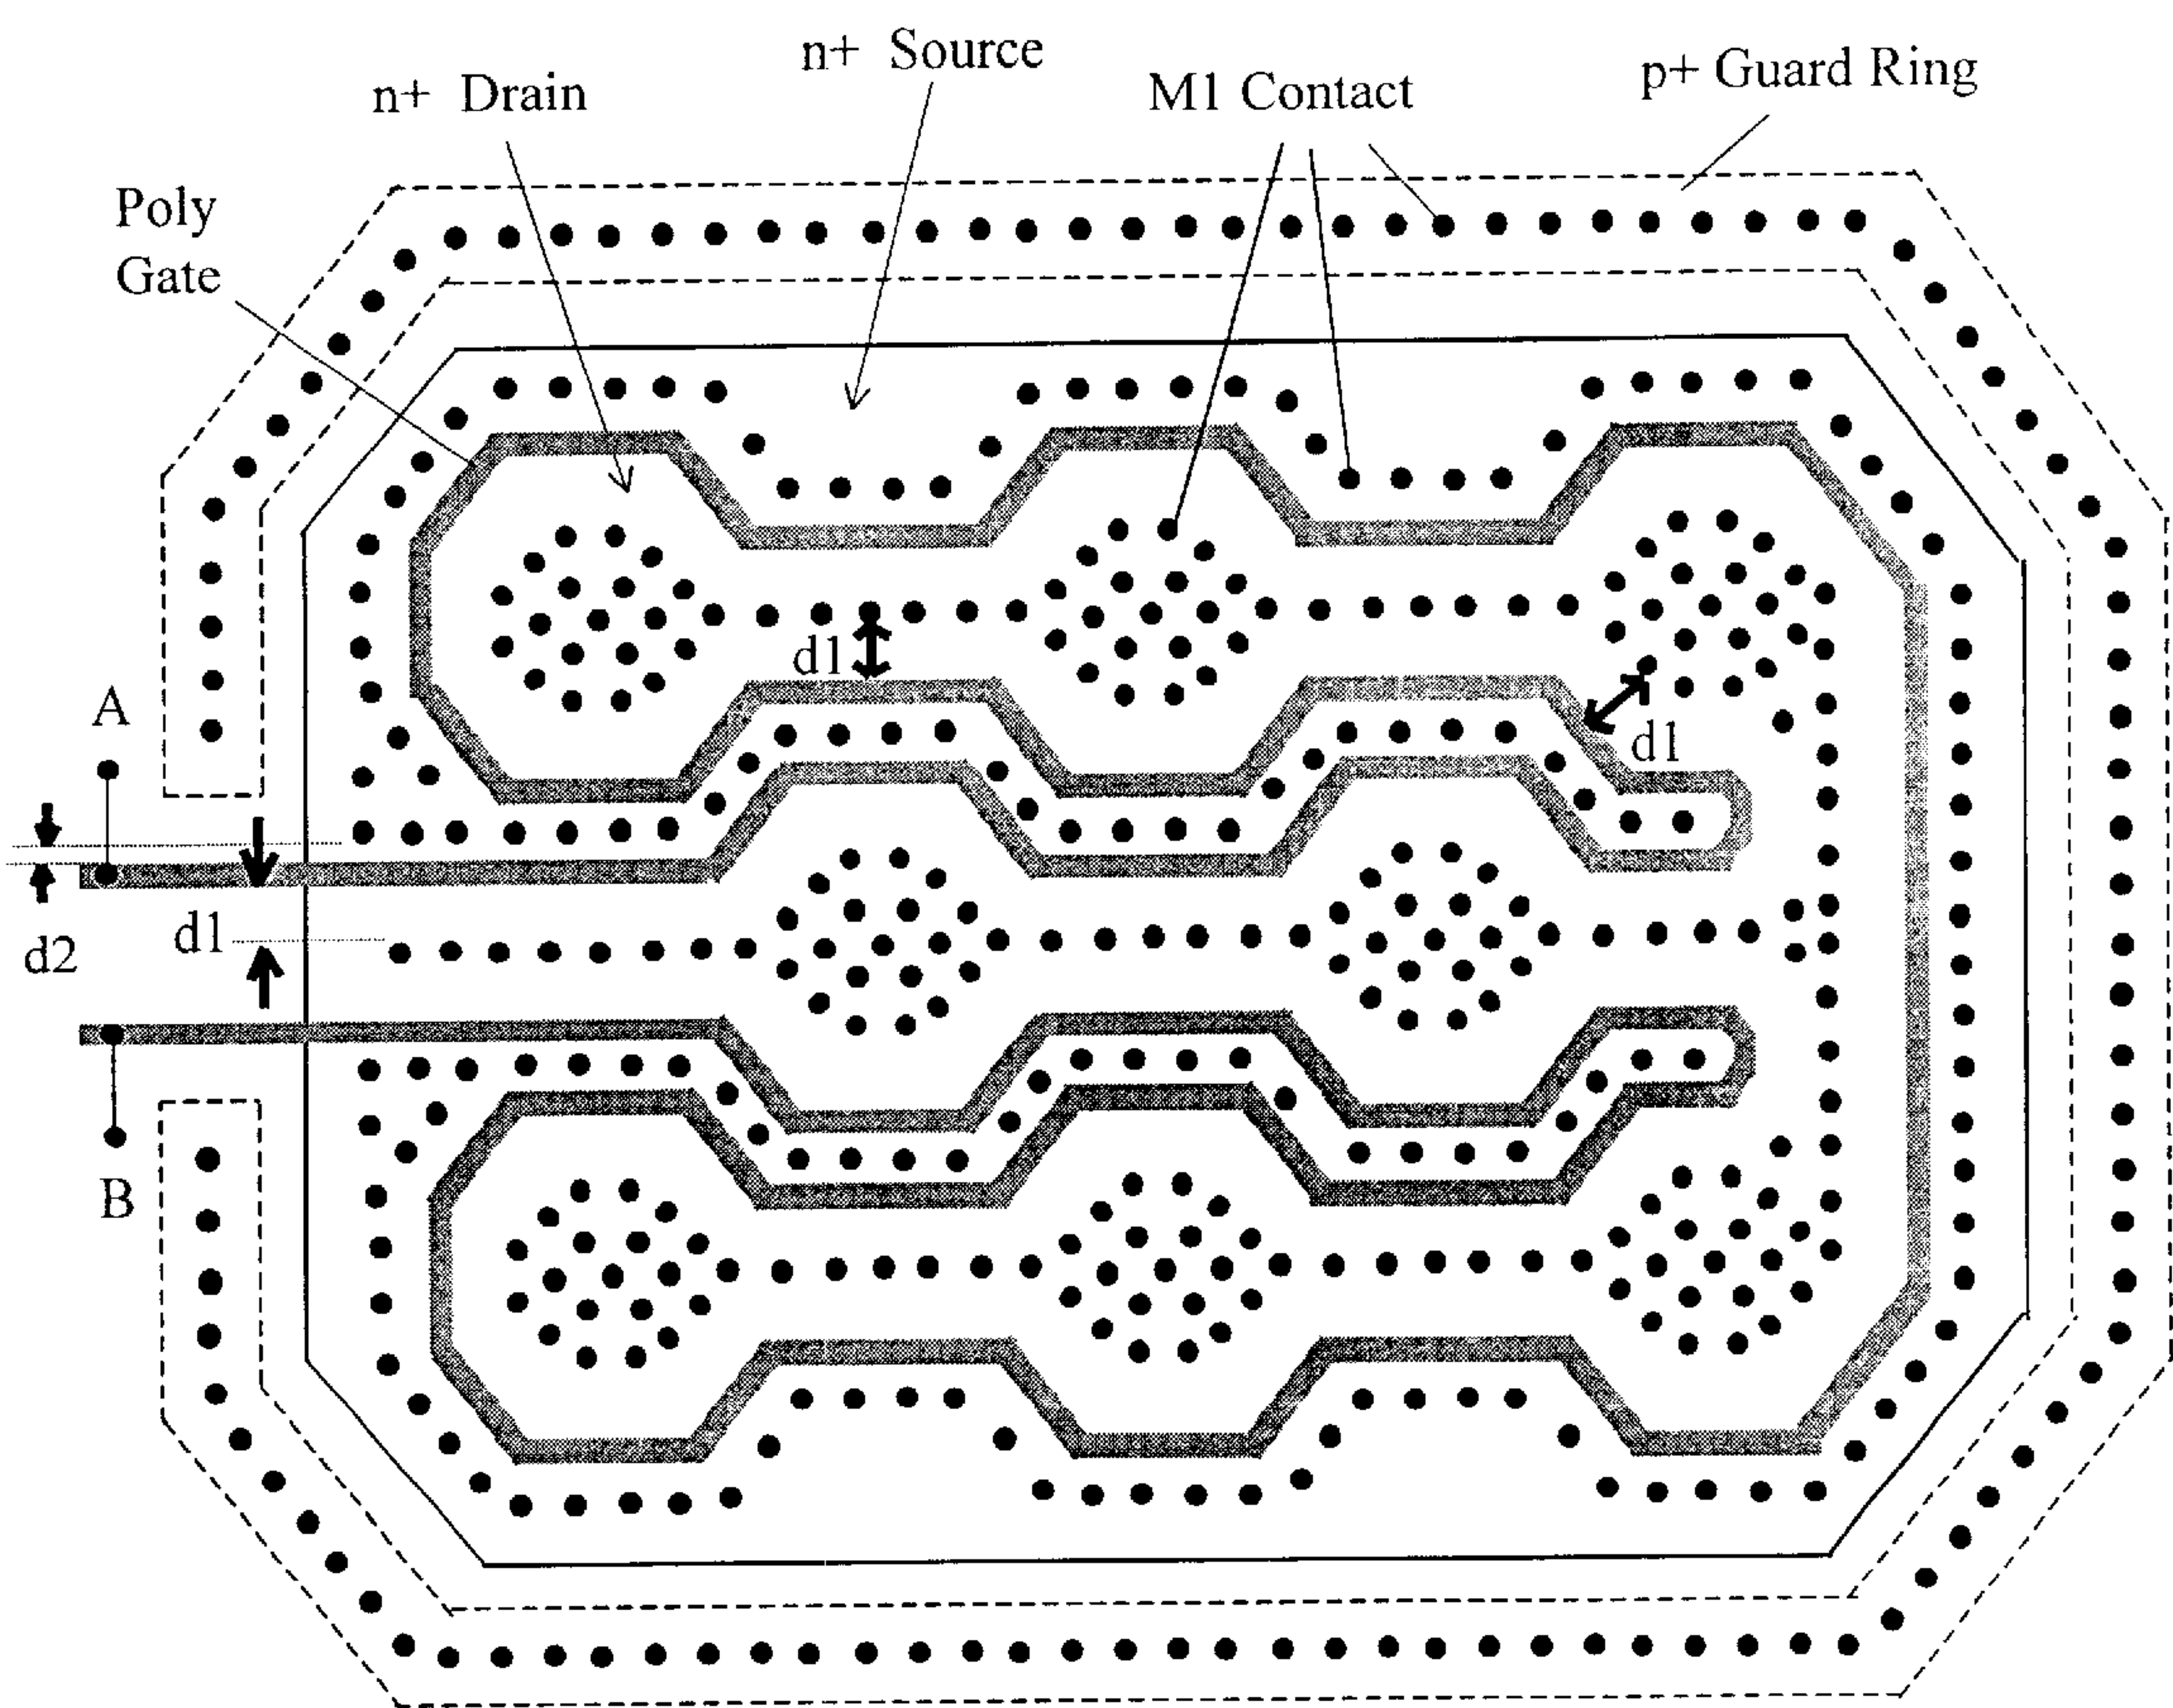 n+ Source
n+ Drain
M1 Contact
p+ Guard Ring
Poly
Gate
d1
A
d1
d1
d2
B